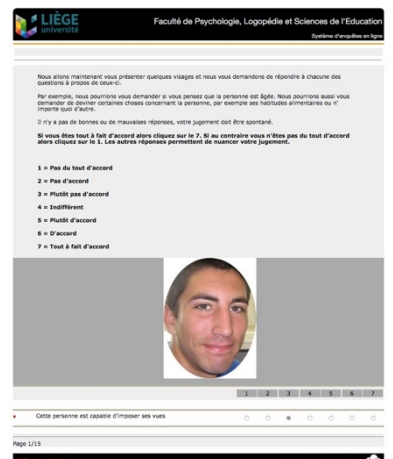 LIÈGE
université
Faculté de Psychologie, Logopédie et Sciences de l'Education
Système d'enquêtes en ligne
Nous allons maintenant vous présenter quelques visages et nous vous demandons de répondre à chacune des
questions à propos de ceux-ci.
Par exemple, nous pourrions vous demander si vous pensez que la personne est âgée. Nous pourrions aussi vous
demander de deviner certaines choses concernant la personne, par exemple ses habitudes alimentaires ou n'
importe quoi d'autre.
Il n'y a pas de bonnes ou de mauvaises réponses, votre jugement doit être spontané.
Si vous êtes tout à fait d'accord alors cliquez sur le 7. Si au contraire vous n'êtes pas du tout d'accord
alors cliquez sur le 1. Les autres réponses permettent de nuancer votre jugement.
1 = Pas du tout d'accord
2 = Pas d'accord
3 = Plutôt pas d'accord
4 = Indifférent
5 = Plutôt d'accord
6 = D'accord
7 = Tout à fait d'accord
1 2 3 4 5 6 7
Cette personne est capable d'imposer ses vues
Page 1/15